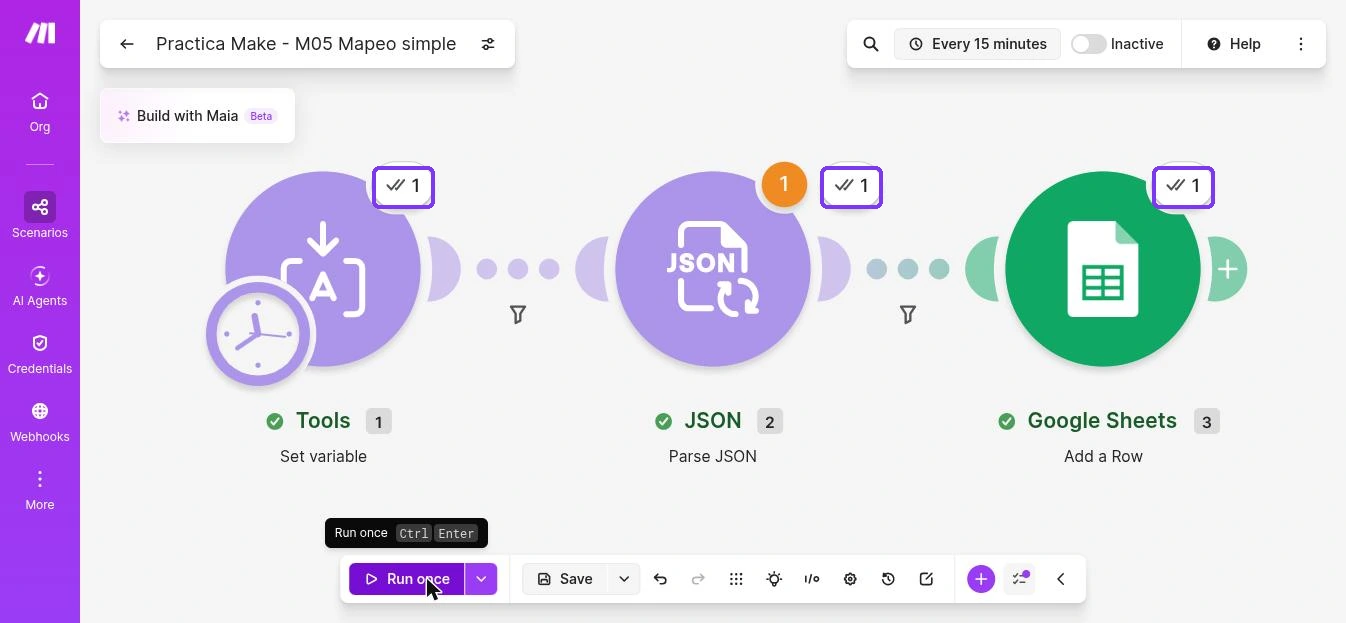 Practica Make - M05 Mapeo simple
Every 15 minutes
Inactive
Help
Build with Maia Beta
Org
Scenarios
AI Agents
Credentials
Webhooks
More
1
1
1
1
A
JSON
Tools 1
Set variable
JSON 2
Parse JSON
Google Sheets 3
Add a Row
Run once Ctrl Enter
Run once
Save